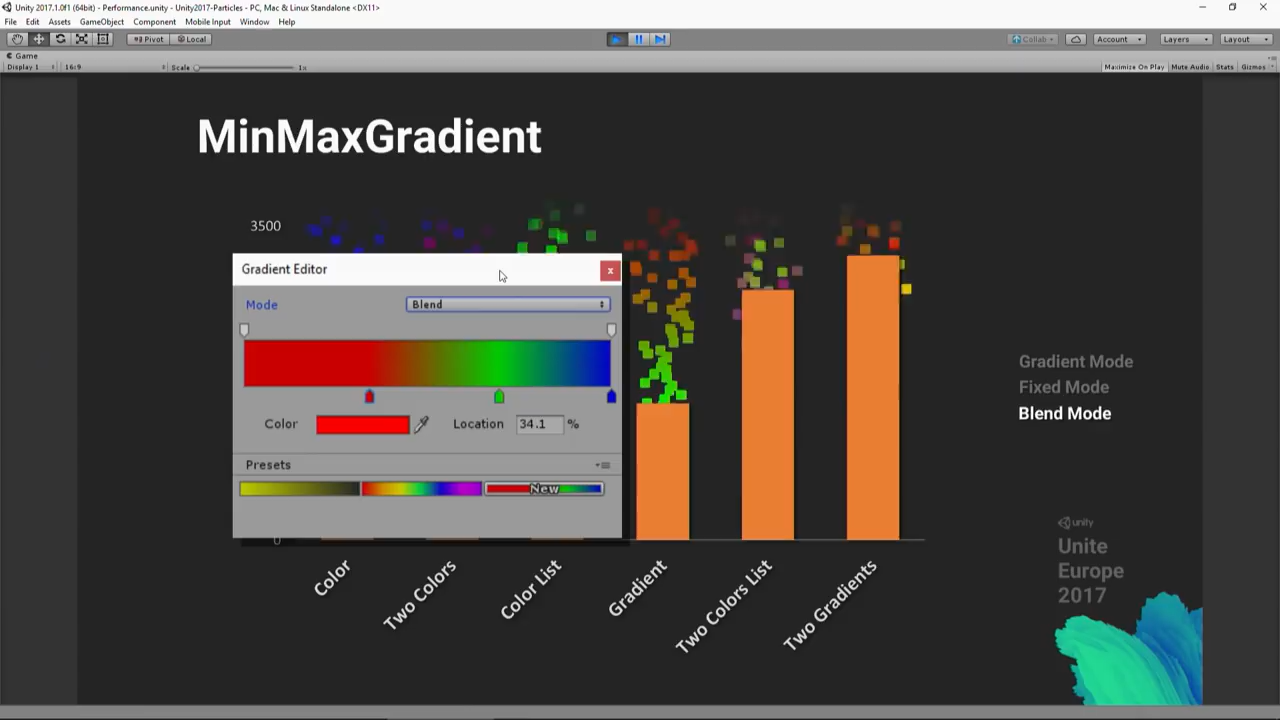 Unity 2017.1.0f1 (64bit) - Performance.unity - Unity2017-Particles - PC, Mac & Linux Standalone <DX11>
File Edit Assets GameObject Component Mobile Input Window Help
Pivot Local Collab Account Layers Layout
Game
Display 1 16:9 Scale 1x Maximize On Play Mute Audio Stats Gizmos
MinMaxGradient
3500
Gradient Editor x
Mode Blend
Color Location 34.1 %
Presets
New
0
Color
Two Colors
Color List
Gradient
Two Colors List
Two Gradients
Gradient Mode
Fixed Mode
Blend Mode
unity
Unite
Europe
2017